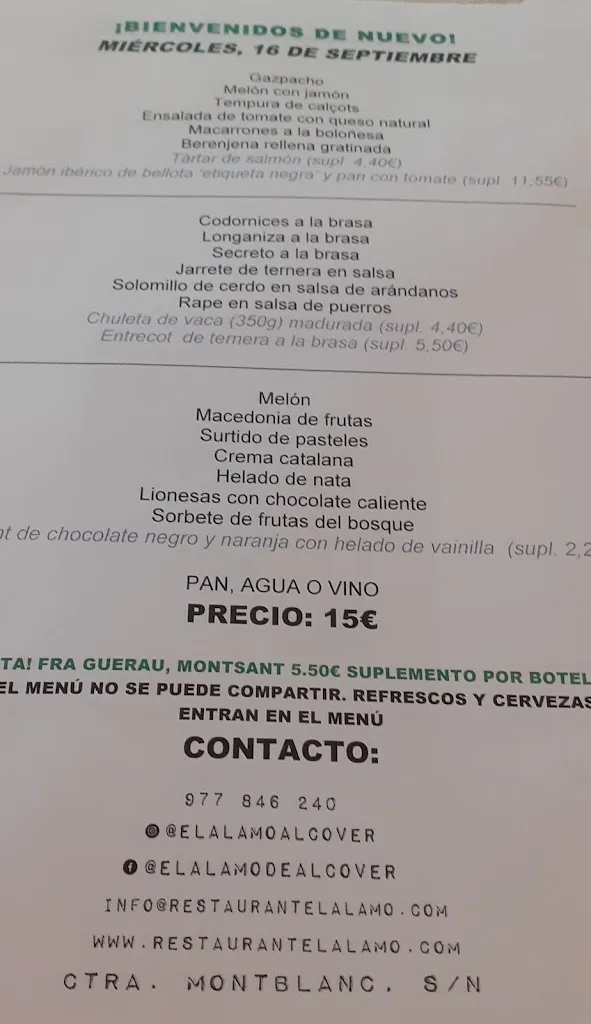 ¡BIENVENIDOS DE NUEVO!
MIÉRCOLES, 16 DE SEPTIEMBRE
Gazpacho
Melón con jamón
Tempura de calçots
Ensalada de tomate con queso natural
Macarrones a la boloñesa
Berenjena rellena gratinada
Tártar de salmón (supl 4,40€)
Jamón ibérico de bellota 'etiqueta negra' y pan con tomate (supl 11,55€)
Codornices a la brasa
Longaniza a la brasa
Secreto a la brasa
Jarrete de ternera en salsa
Solomillo de cerdo en salsa de arándanos
Rape en salsa de puerros
Chuleta de vaca (350g) madurada (supl. 4,40€)
Entrecot de ternera a la brasa (supl. 5,50€)
Melón
Macedonia de frutas
Surtido de pasteles
Crema catalana
Helado de nata
Lionesas con chocolate caliente
Sorbete de frutas del bosque
nt de chocolate negro y naranja con helado de vainilla (supl. 2,2
PAN, AGUA O VINO
PRECIO: 15€
TA! FRA GUERAU, MONTSANT 5.50€ SUPLEMENTO POR BOTEL
EL MENÚ NO SE PUEDE COMPARTIR. REFRESCOS Y CERVEZAS
ENTRAN EN EL MENÚ
CONTACTO:
977 846 240
@ELALAMOALCOVER
@ELALAMODEALCOVER
INFO@RESTAURANTELALAMO.COM
WWW.RESTAURANTELALAMO.COM
CTRA. MONTBLANC. S/N